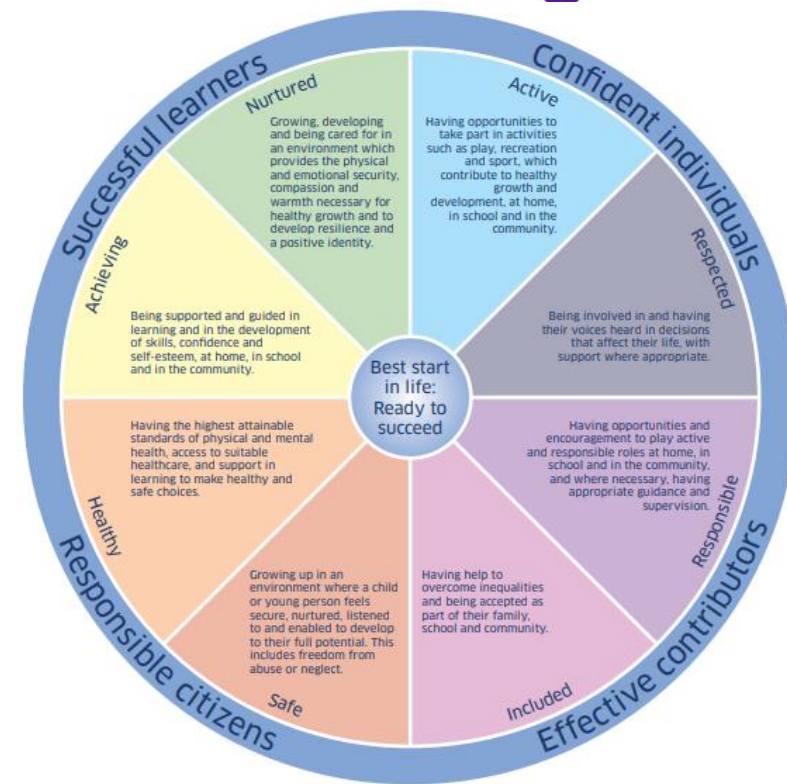 Successful learners
Confident individuals
Nurtured
Growing, developing
and being cared for in
an environment which
provides the physical
and emotional security,
compassion and
warmth necessary for
healthy growth and to
develop resilience and
a positive identity.
Active
Having opportunities to
take part in activities
such as play, recreation
and sport, which
contribute to healthy
growth and
development, at home,
in school and in the
community.
Achieving
Being supported and guided in
learning and in the development
of skills, confidence and
self-esteem, at home, in school
and in the community.
Respected
Being involved in and having
their voices heard in decisions
that affect their life, with
support where appropriate.
Best start
in life:
Ready to
succeed
Healthy
Having the highest attainable
standards of physical and mental
health, access to suitable
healthcare, and support in
learning to make healthy and
safe choices.
Responsible
Having opportunities and
encouragement to play active
and responsible roles at home, in
school and in the community,
and where necessary, having
appropriate guidance and
supervision.
Growing up in an
environment where a child
or young person feels
secure, nurtured, listened
to and enabled to develop
to their full potential. This
includes freedom from
abuse or neglect.
Safe
Having help to
overcome inequalities
and being accepted as
part of their family,
school and community.
Included
Responsible citizens
Effective contributors